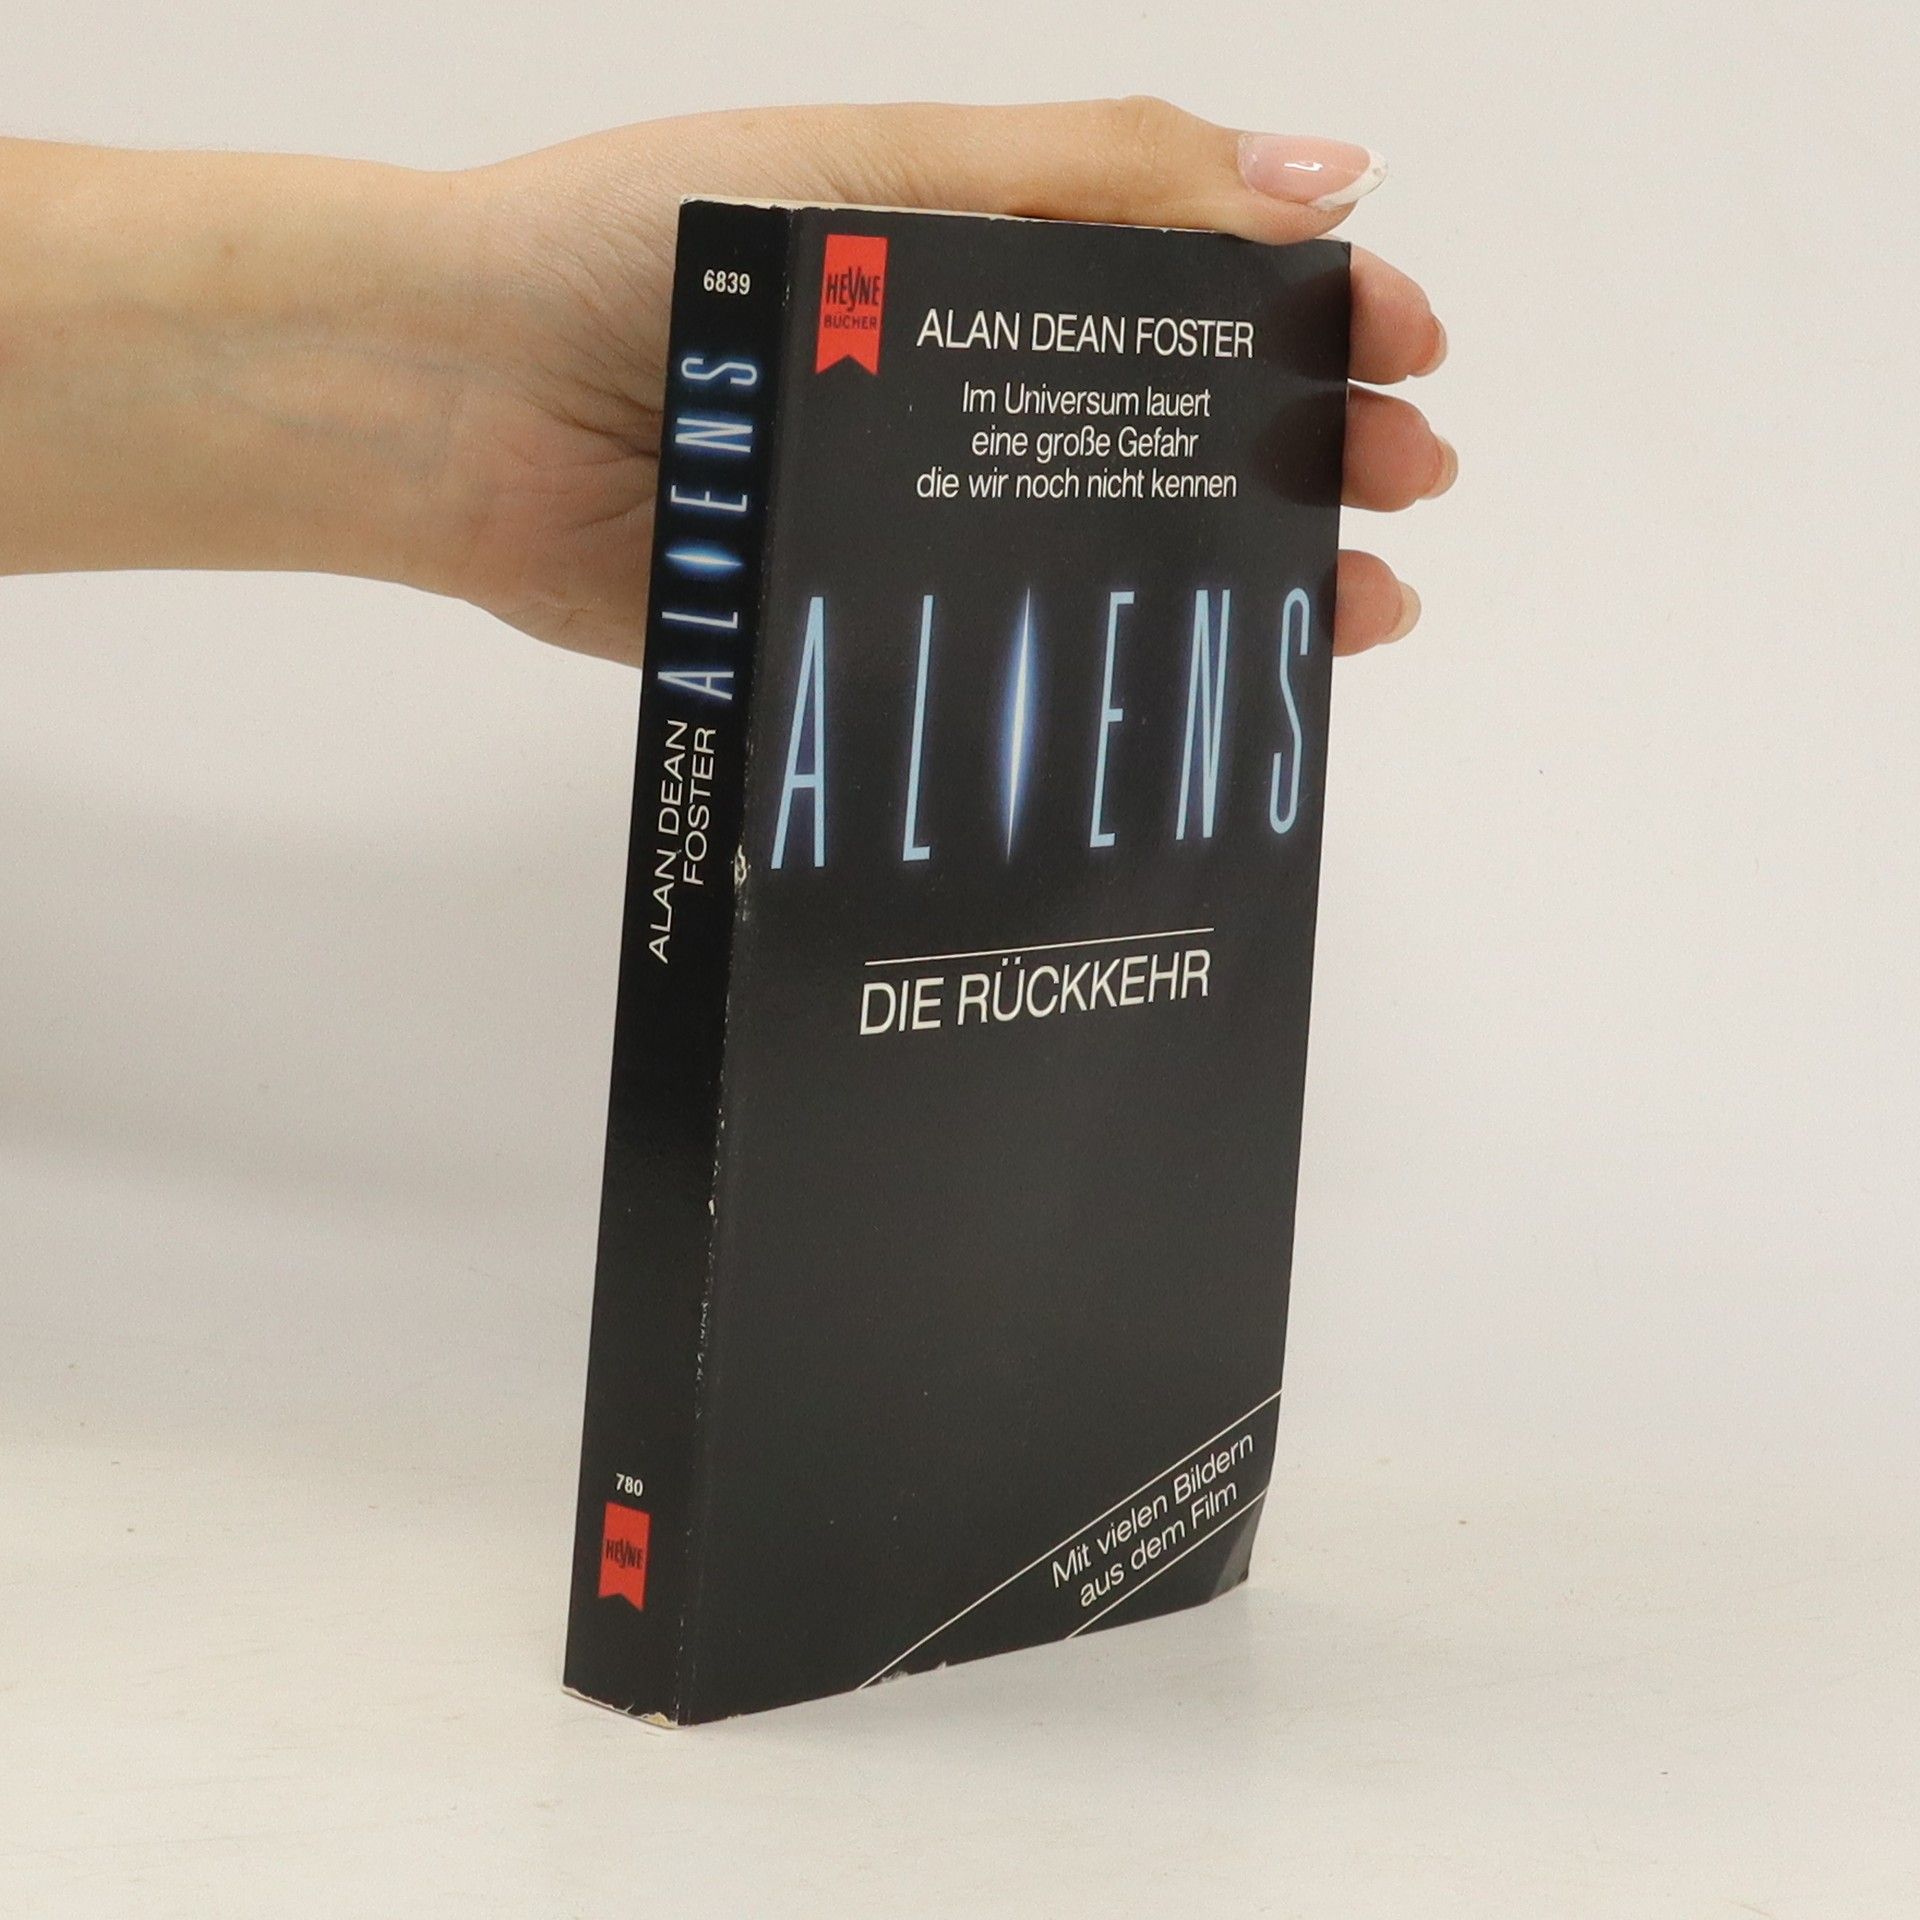 6839
ALIENS
ALAN DEAN
FOSTER
780
HEYNE
HEYNE
BÜCHER
ALAN DEAN FOSTER
Im Universum lauert
eine große Gefahr
die wir noch nicht kennen
ALIENS
DIE RÜCKKEHR
Mit vielen Bildern
aus dem Film